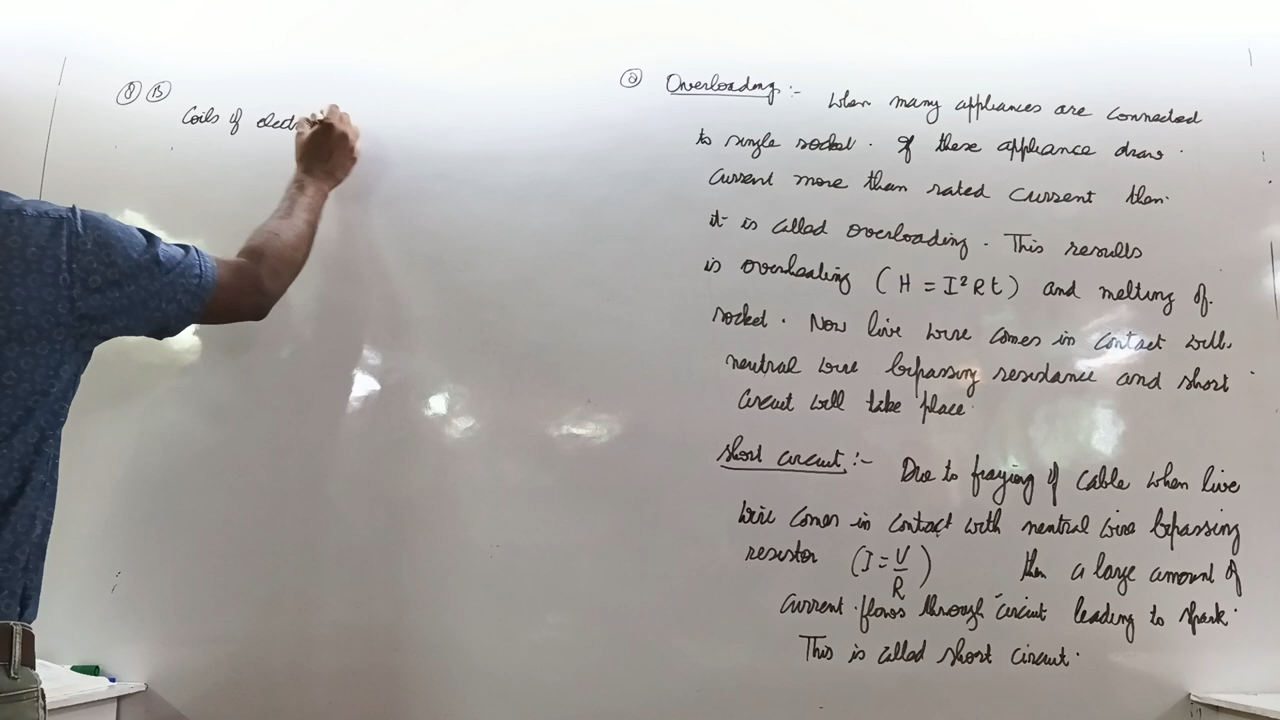 ⑧ ⑮
Coils of elect
② Overloading :- When many appliances are connected
to single socket. If these appliance draw
current more than rated current then
it is called overloading. This results
is overheating (H = I²Rt) and melting of
socket. Now live wire comes in contact with
neutral wire bypassing resistance and short
circuit will take place
Short circuit :- Due to fraying of cable when live
wire comes in contact with neutral wire bypassing
resistor (I = V/R) then a large amount of
current flows through circuit leading to spark.
This is called short circuit.